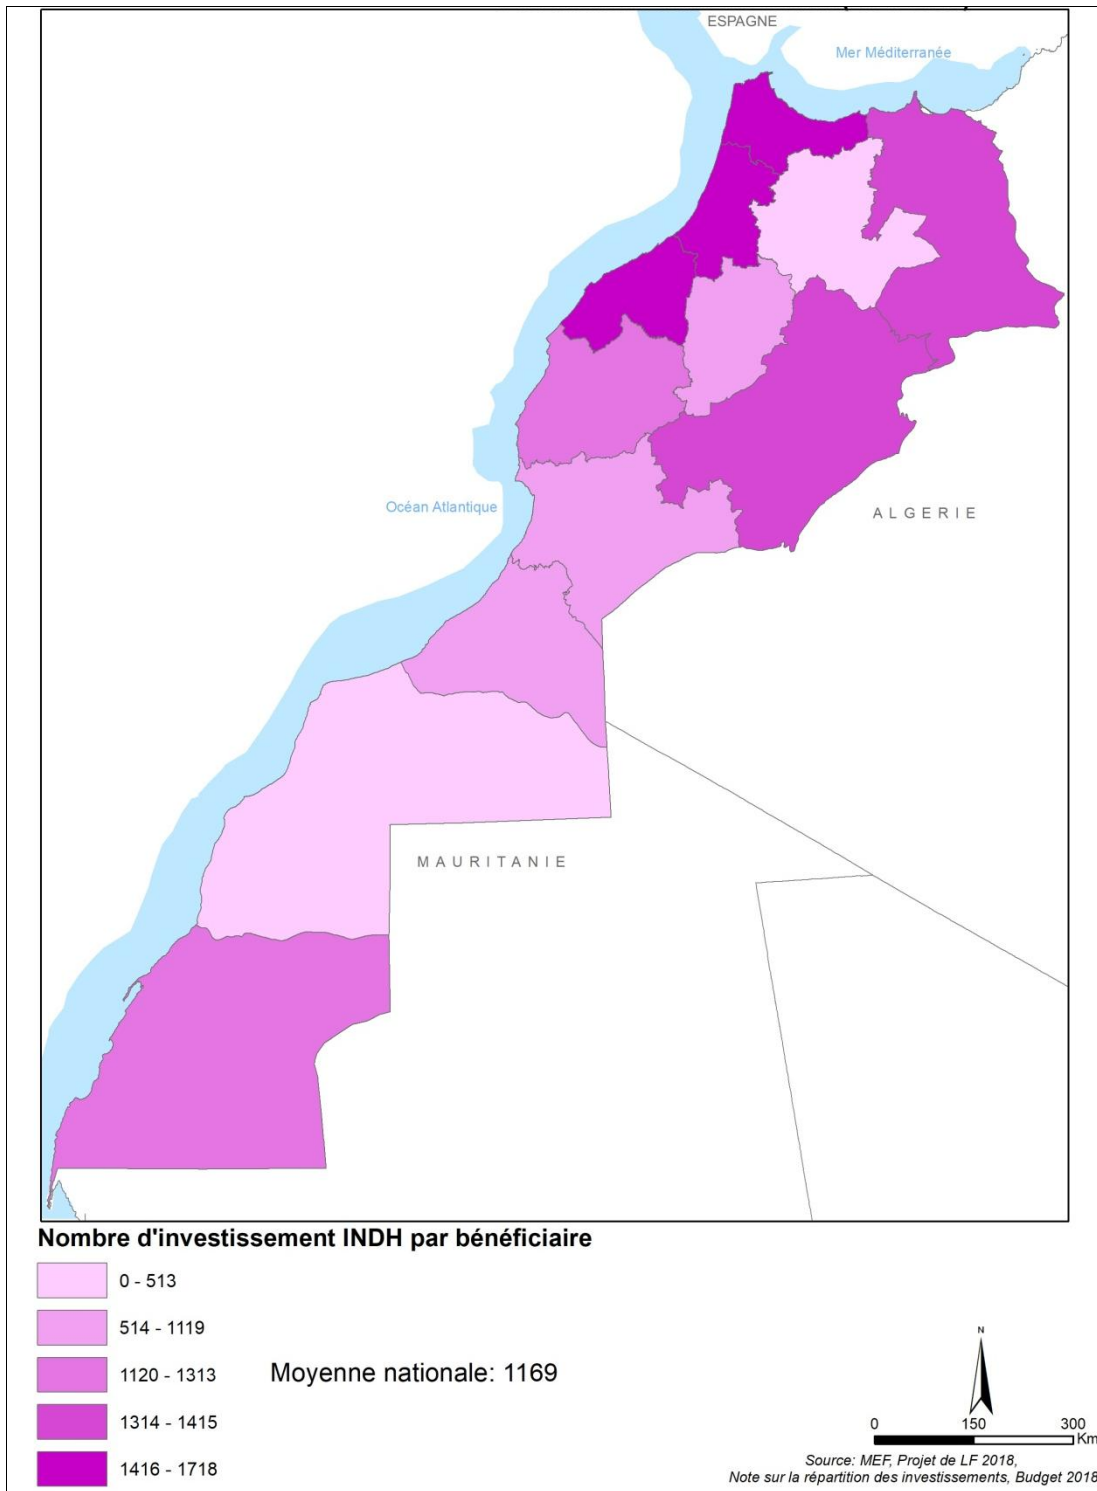 ESPAGNE
Mer Méditerranée
Océan Atlantique
ALGERIE
MAURITANIE
Nombre d'investissement INDH par bénéficiaire
0 - 513
514 - 1119
1120 - 1313
Moyenne nationale: 1169
1314 - 1415
1416 - 1718
N
0 150 300
Km
Source: MEF, Projet de LF 2018,
Note sur la répartition des investissements, Budget 2018